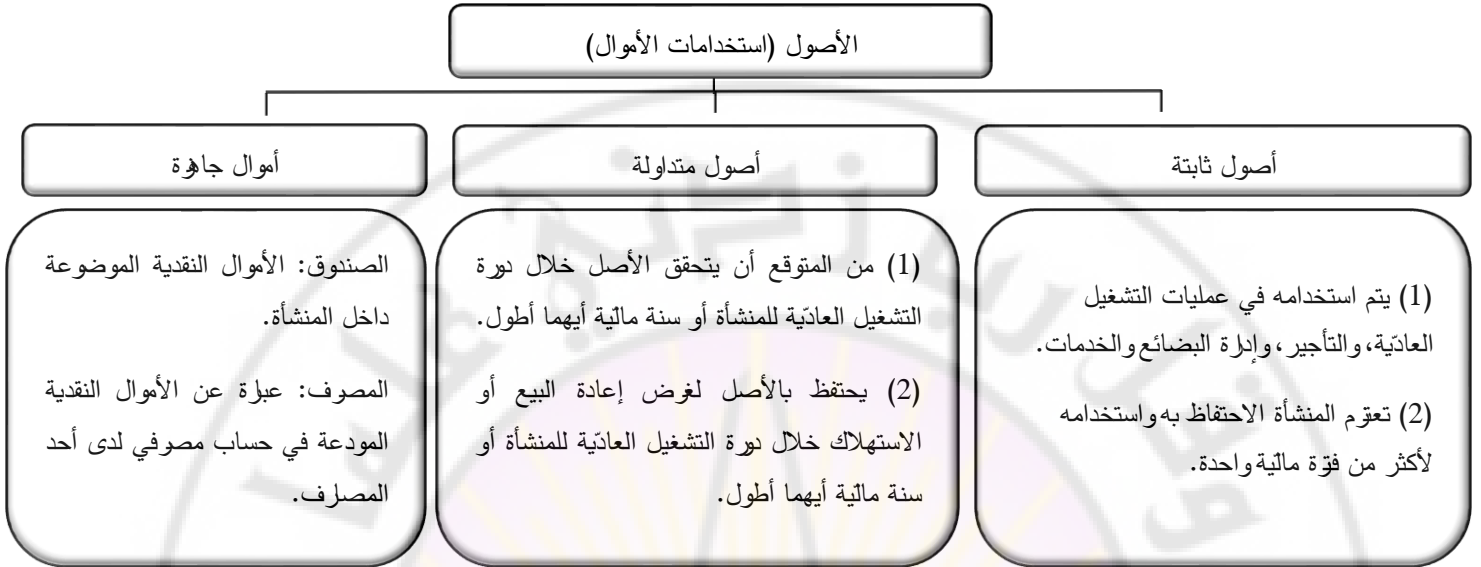 الأصول (استخدامات الأموال)
أصول ثابتة
أصول متداولة
أموال جاهزة
(1) يتم استخدامه في عمليات التشغيل
العاديّة، والتأجير، وإدارة البضائع والخدمات.
(2) تعتزم المنشأة الاحتفاظ به واستخدامه
لأكثر من فترة ماليّة واحدة.
(1) من المتوقع أن يتحقق الأصل خلال دورة
التشغيل العاديّة للمنشأة أو سنة ماليّة أيهما أطول.
(2) يحتفظ بالأصل لغرض إعادة البيع أو
الاستهلاك خلال دورة التشغيل العاديّة للمنشأة أو
سنة ماليّة أيهما أطول.
الصندوق: الأموال النقدية الموضوعة
داخل المنشأة.
المصرف: عبارة عن الأموال النقدية
المودعة في حساب مصرفي لدى أحد
المصارف.